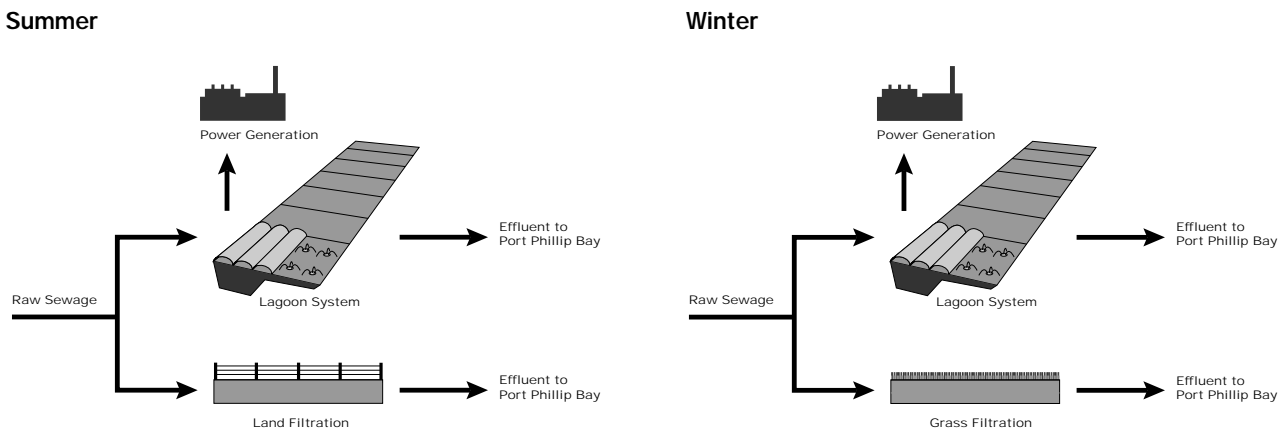 Summer
Power Generation
Effluent to
Port Phillip Bay
Raw Sewage
Lagoon System
Effluent to
Port Phillip Bay
Land Filtration
Winter
Power Generation
Effluent to
Port Phillip Bay
Raw Sewage
Lagoon System
Effluent to
Port Phillip Bay
Grass Filtration